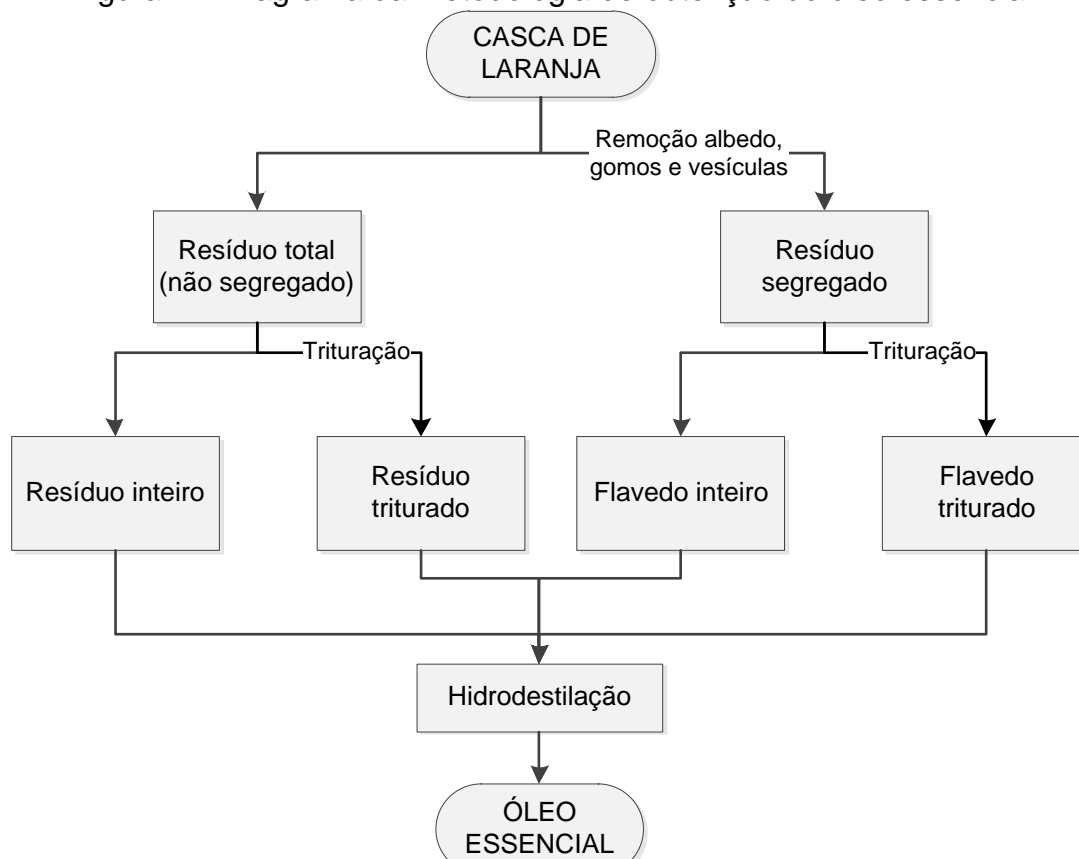 CASCA DE
LARANJA
Remoção albedo,
gomos e vesículas
Resíduo total
(não segregado)
Resíduo
segregado
Trituração
Trituração
Resíduo inteiro
Resíduo
triturado
Flavedo inteiro
Flavedo
triturado
Hidrodestilação
ÓLEO
ESSENCIAL